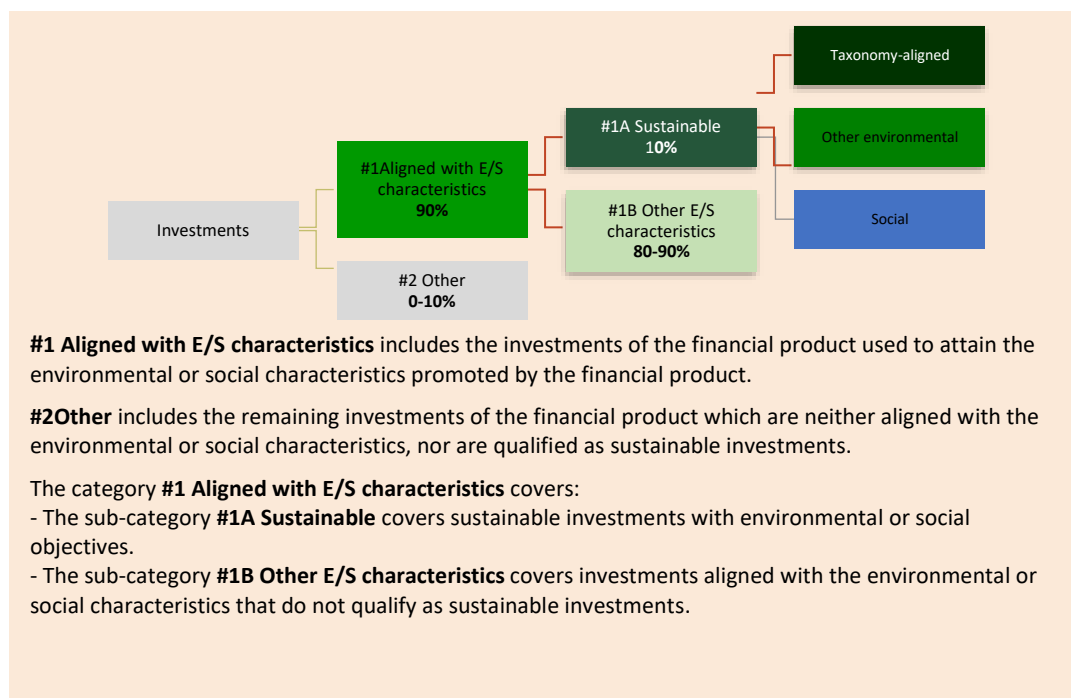 Taxonomy-aligned
#1A Sustainable
10%
Other environmental
#1Aligned with E/S
characteristics
90%
#1B Other E/S
characteristics
80-90%
Social
Investments
#2 Other
0-10%
#1 Aligned with E/S characteristics includes the investments of the financial product used to attain the
environmental or social characteristics promoted by the financial product.
#2Other includes the remaining investments of the financial product which are neither aligned with the
environmental or social characteristics, nor are qualified as sustainable investments.
The category #1 Aligned with E/S characteristics covers:
- The sub-category #1A Sustainable covers sustainable investments with environmental or social
objectives.
- The sub-category #1B Other E/S characteristics covers investments aligned with the environmental or
social characteristics that do not qualify as sustainable investments.